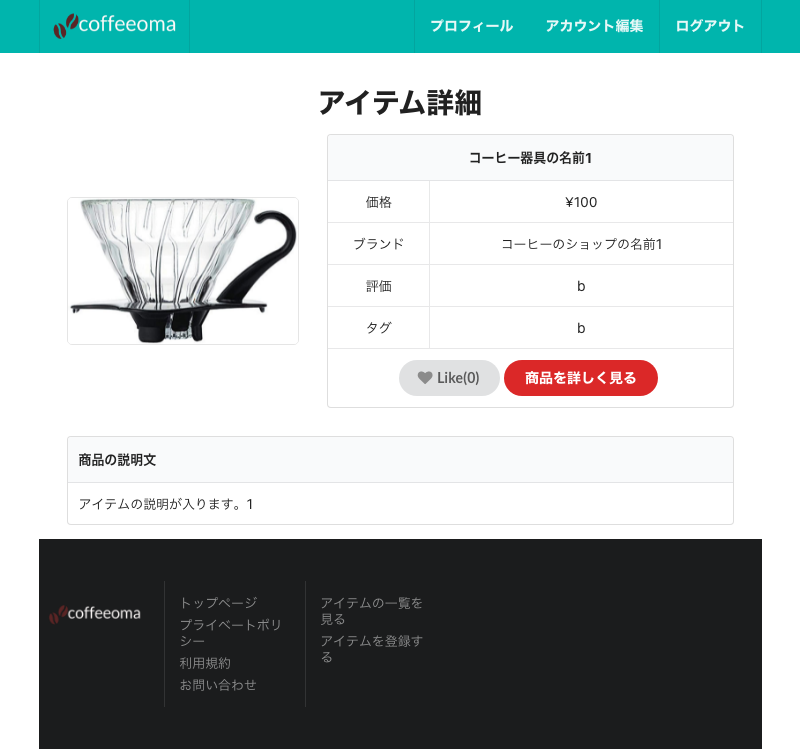 coffeeoma
プロフィール
アカウント編集
ログアウト
アイテム詳細
コーヒー器具の名前1
価格
¥100
ブランド
コーヒーのショップの名前1
評価
b
タグ
b
Like(0)
商品を詳しく見る
商品の説明文
アイテムの説明が入ります。1
coffeeoma
トップページ
プライベートポリ
シー
利用規約
お問い合わせ
アイテムの一覧を
見る
アイテムを登録す
る